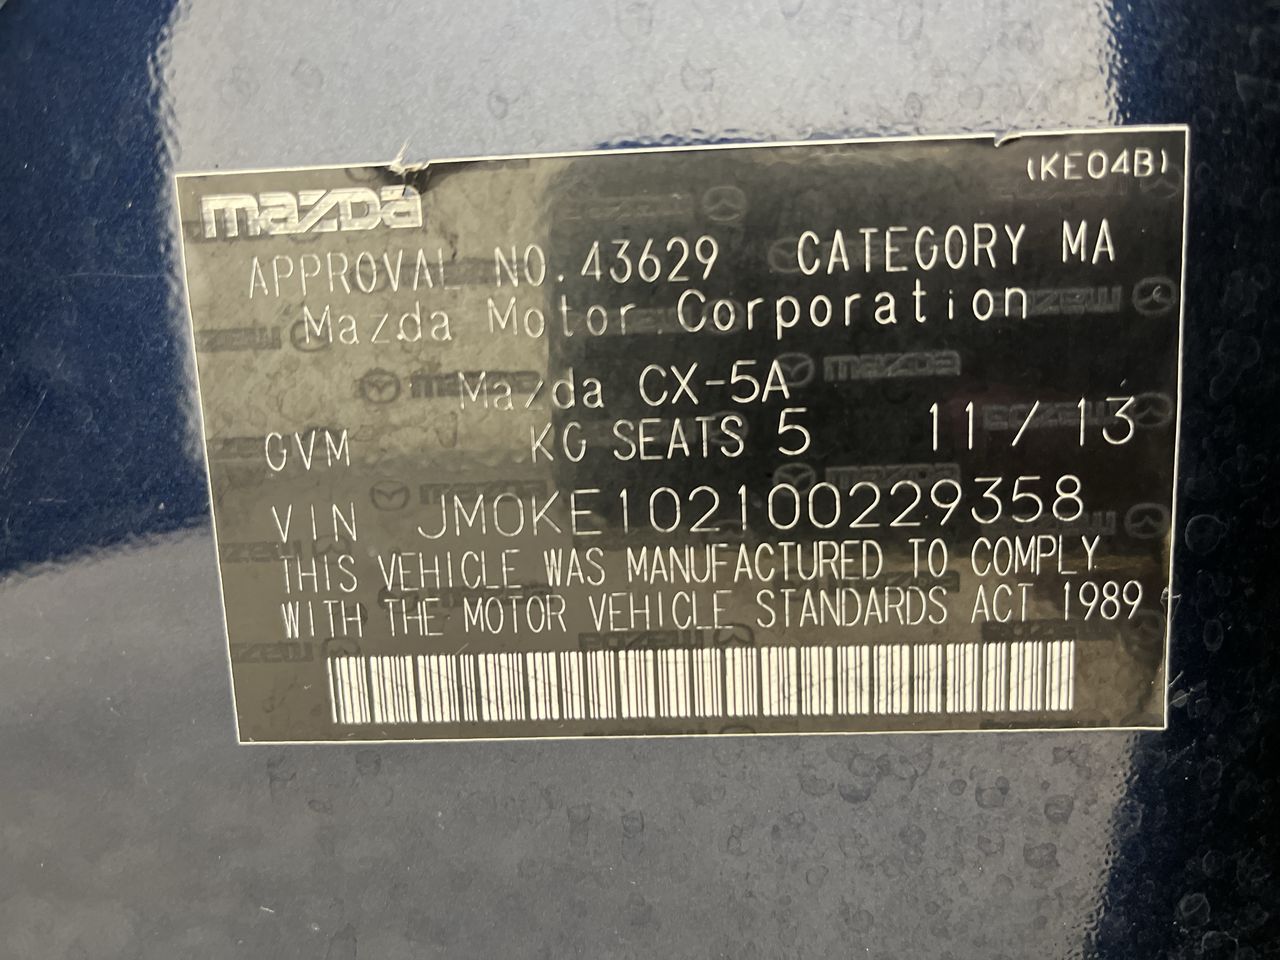 (KE04B)
mazda
APPROVAL NO. 43629 CATEGORY MA
Mazda Motor Corporation
Mazda CX-5A
GVM KG SEATS 5 11/13
VIN JM0KE102100229358
THIS VEHICLE WAS MANUFACTURED TO COMPLY
WITH THE MOTOR VEHICLE STANDARDS ACT 1989